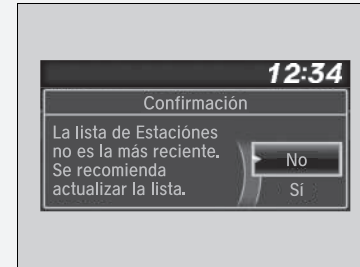 12:34
Confirmación
La lista de Estaciónes
no es la más reciente.
Se recomienda
actualizar la lista.
No
Sí